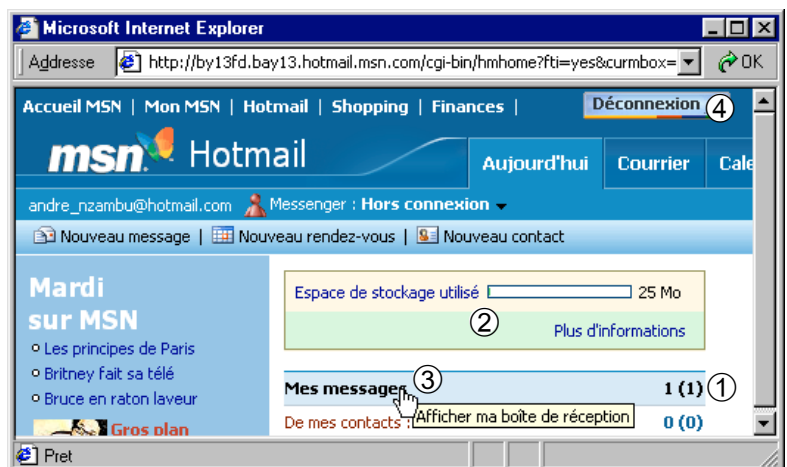 Microsoft Internet Explorer
Addresse http://by13fd.bay13.hotmail.msn.com/cgi-bin/hmhome?fti=yes&curmbox= OK
Accueil MSN | Mon MSN | Hotmail | Shopping | Finances | Déconnexion ④
msn Hotmail Aujourd'hui Courrier Cale
andre_nzambu@hotmail.com Messenger : Hors connexion
Nouveau message | Nouveau rendez-vous | Nouveau contact
Mardi
sur MSN
Les principes de Paris
Britney fait sa télé
Bruce en raton laveur
Gros plan
Espace de stockage utilisé 25 Mo
②
Plus d'informations
Mes messages ③ 1 (1) ①
Afficher ma boîte de réception
De mes contacts : 0 (0)
Pret